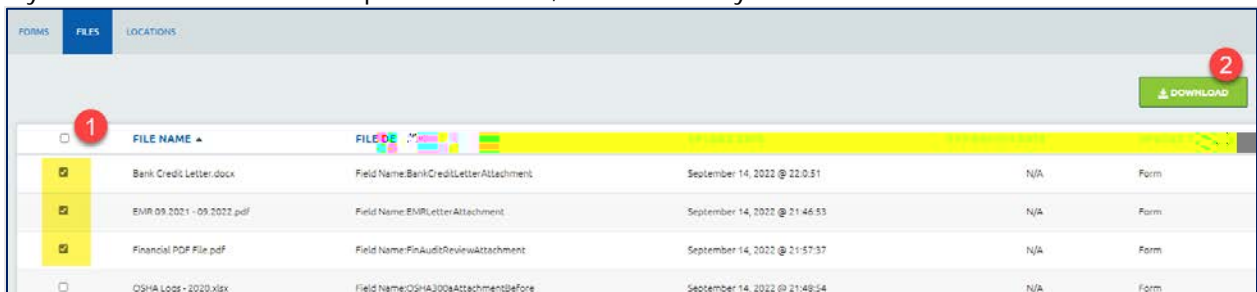 FORMS FILES LOCATIONS
2
DOWNLOAD
1
FILE NAME FILE DE
Bank Credit Letter.docx Field Name:BankCreditLetterAttachment September 14, 2022 @ 22:0:51 N/A Form
EMR 09.2021 - 09.2022.pdf Field Name:EMRLetterAttachment September 14, 2022 @ 21:46:53 N/A Form
Financial PDF File.pdf Field Name:FinAuditReviewAttachment September 14, 2022 @ 21:57:37 N/A Form
OSHA Logs - 2020.xlsx Field Name:OSHA300aAttachmentBefore September 14, 2022 @ 21:48:54 N/A Form